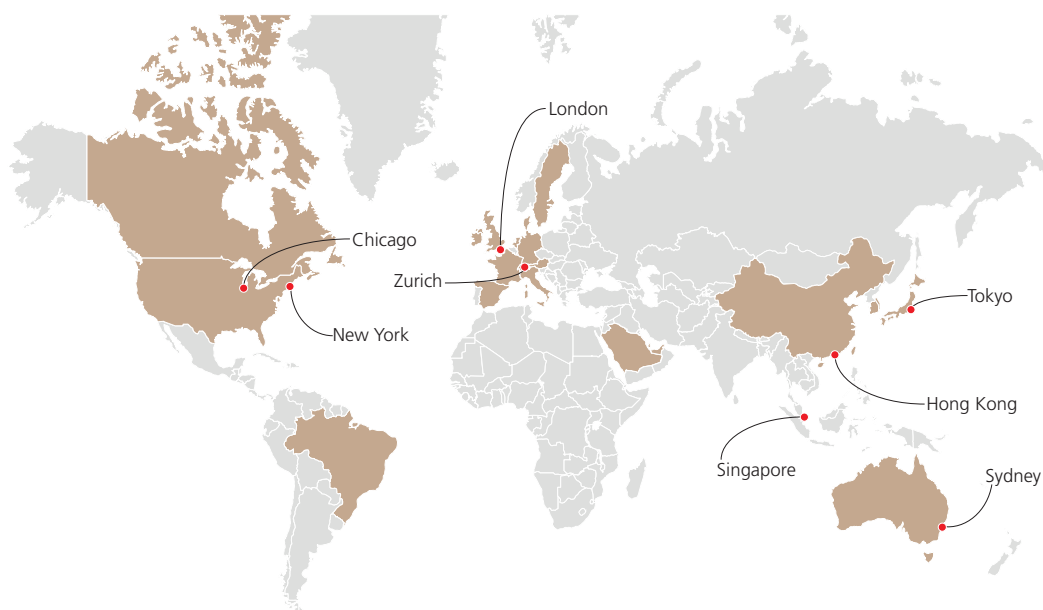 London
Chicago
Zurich
Tokyo
New York
Hong Kong
Singapore
Sydney